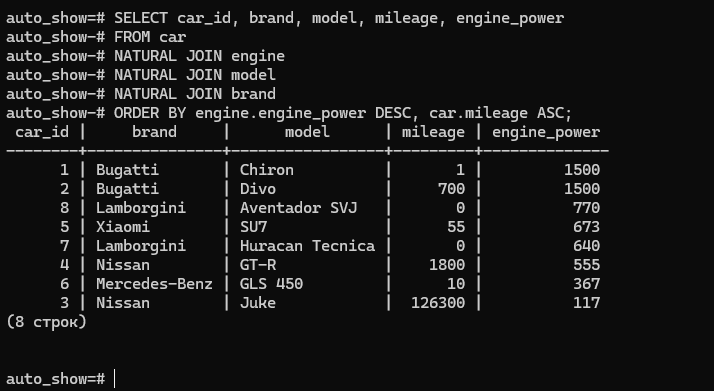 auto_show=# SELECT car_id, brand, model, mileage, engine_power
auto_show-# FROM car
auto_show-# NATURAL JOIN engine
auto_show-# NATURAL JOIN model
auto_show-# NATURAL JOIN brand
auto_show-# ORDER BY engine.engine_power DESC, car.mileage ASC;
 car_id |     brand     |      model      | mileage | engine_power
--------+---------------+-----------------+---------+--------------
      1 | Bugatti       | Chiron          |       1 |         1500
      2 | Bugatti       | Divo            |     700 |         1500
      8 | Lamborgini    | Aventador SVJ   |       0 |          770
      5 | Xiaomi        | SU7             |      55 |          673
      7 | Lamborgini    | Huracan Tecnica |       0 |          640
      4 | Nissan        | GT-R            |    1800 |          555
      6 | Mercedes-Benz | GLS 450         |      10 |          367
      3 | Nissan        | Juke            |  126300 |          117
(8 строк)
auto_show=#